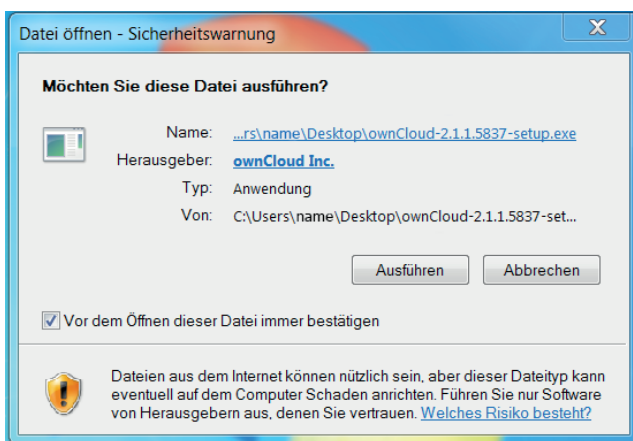 Datei öffnen - Sicherheitswarnung
Möchten Sie diese Datei ausführen?
Name: ...rs\name\Desktop\ownCloud-2.1.1.5837-setup.exe
Herausgeber: ownCloud Inc.
Typ: Anwendung
Von: C:\Users\name\Desktop\ownCloud-2.1.1.5837-set...
Ausführen Abbrechen
Vor dem Öffnen dieser Datei immer bestätigen
Dateien aus dem Internet können nützlich sein, aber dieser Dateityp kann
eventuell auf dem Computer Schaden anrichten. Führen Sie nur Software
von Herausgebern aus, denen Sie vertrauen. Welches Risiko besteht?